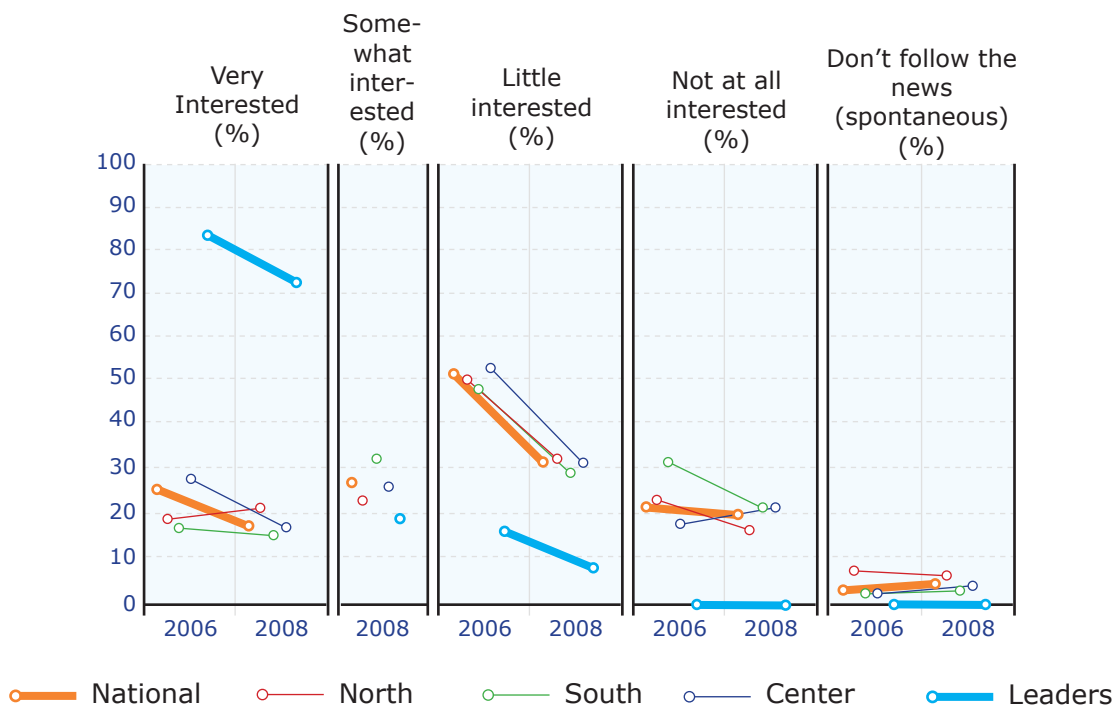 Very
Interested
(%)
Some-
what
inter-
ested
(%)
Little
interested
(%)
Not at all
interested
(%)
Don’t follow the
news
(spontaneous)
(%)
100
90
80
70
60
50
40
30
20
10
0
2006 2008
2008
2006 2008
2006 2008
2006 2008
National North South Center Leaders